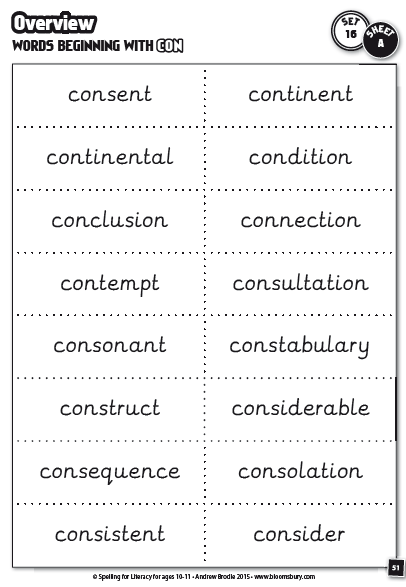 Overview
WORDS BEGINNING WITH CON
SET
16
SHEET
A
consent continent
continental condition
conclusion connection
contempt consultation
consonant constabulary
construct considerable
consequence consolation
consistent consider
51
© Spelling for Literacy for ages 10-11 • Andrew Brodie 2015 • www.bloomsbury.com